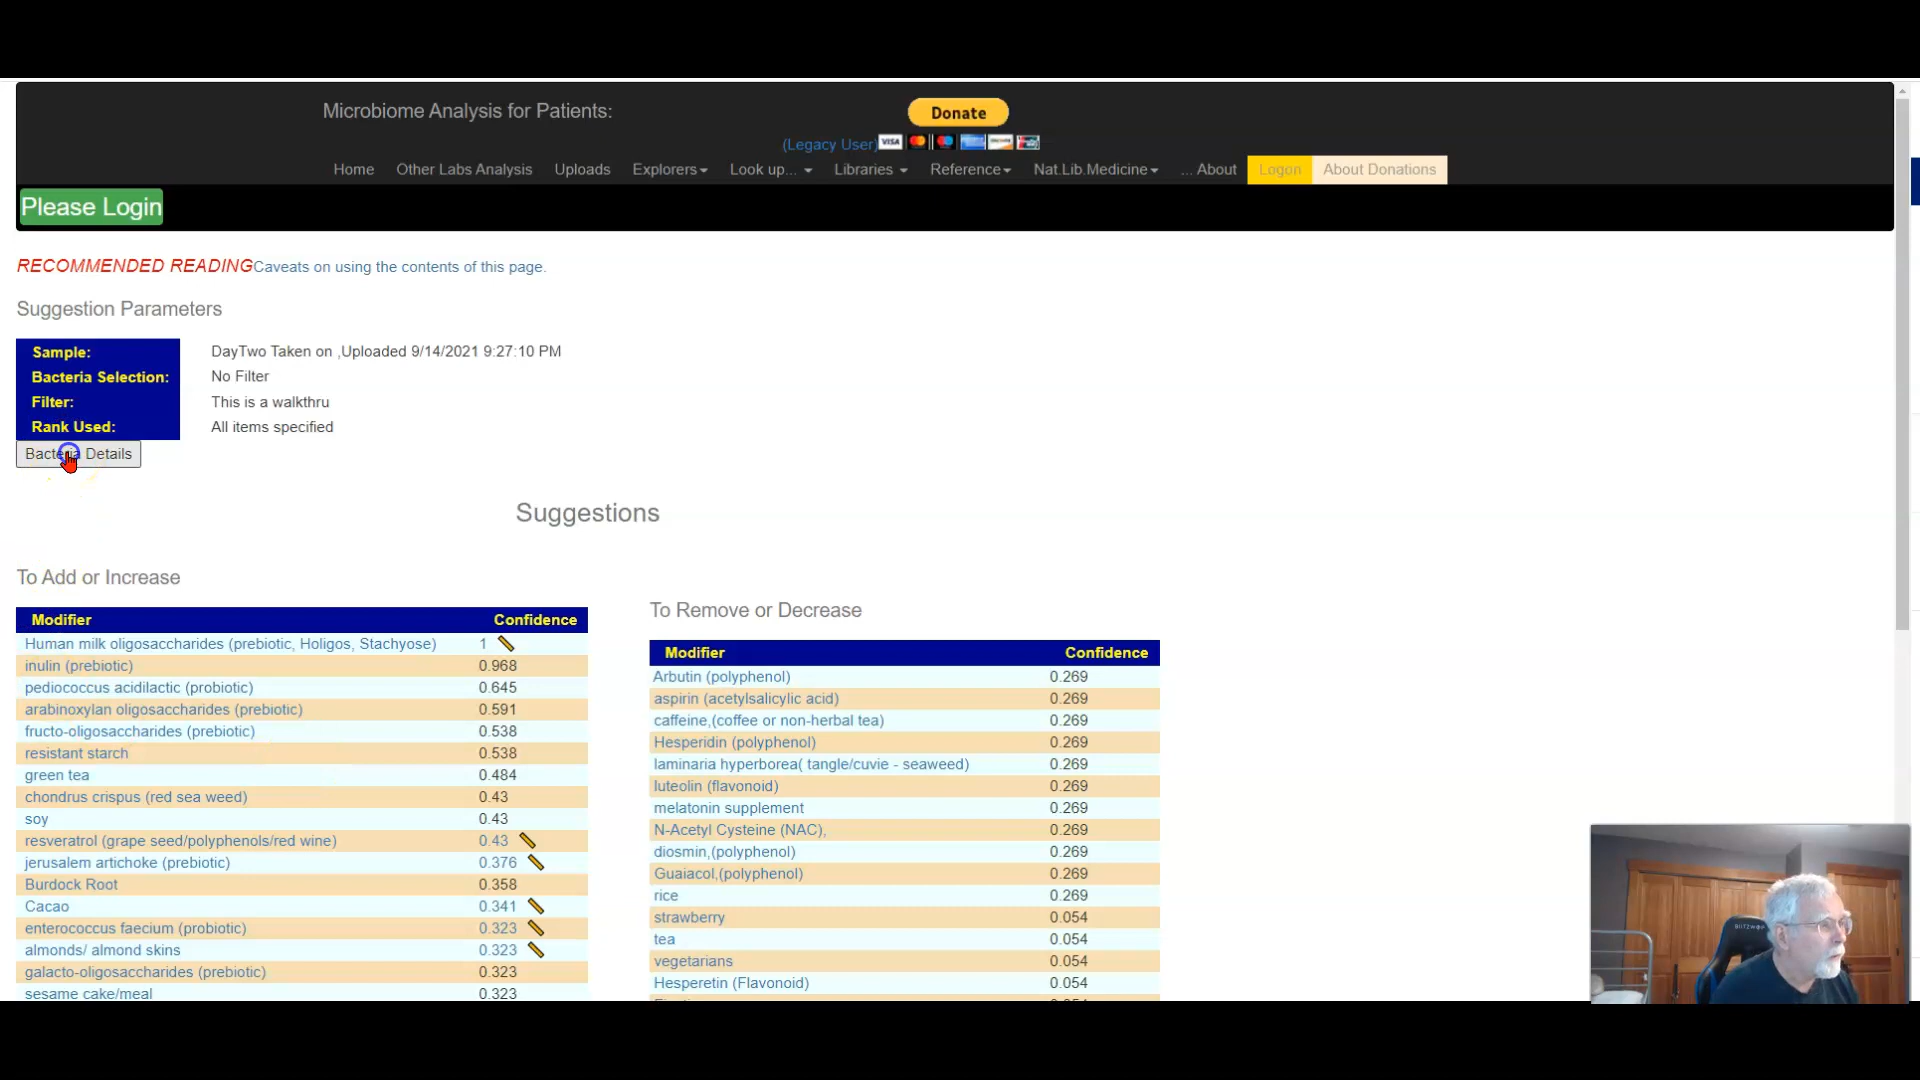 Microbiome Analysis for Patients:
Donate
(Legacy User)
VISA
Home Other Labs Analysis Uploads Explorers Look up... Libraries Reference Nat.Lib.Medicine ... About Logon About Donations
Please Login
RECOMMENDED READINGCaveats on using the contents of this page.
Suggestion Parameters
Sample: DayTwo Taken on ,Uploaded 9/14/2021 9:27:10 PM
Bacteria Selection: No Filter
Filter: This is a walkthru
Rank Used: All items specified
Bacteria Details
Suggestions
To Add or Increase
Modifier Confidence
Human milk oligosaccharides (prebiotic, Holigos, Stachyose) 1
inulin (prebiotic) 0.968
pediococcus acidilactic (probiotic) 0.645
arabinoxylan oligosaccharides (prebiotic) 0.591
fructo-oligosaccharides (prebiotic) 0.538
resistant starch 0.538
green tea 0.484
chondrus crispus (red sea weed) 0.43
soy 0.43
resveratrol (grape seed/polyphenols/red wine) 0.43
jerusalem artichoke (prebiotic) 0.376
Burdock Root 0.358
Cacao 0.341
enterococcus faecium (probiotic) 0.323
almonds/ almond skins 0.323
galacto-oligosaccharides (prebiotic) 0.323
sesame cake/meal 0.323
To Remove or Decrease
Modifier Confidence
Arbutin (polyphenol) 0.269
aspirin (acetylsalicylic acid) 0.269
caffeine,(coffee or non-herbal tea) 0.269
Hesperidin (polyphenol) 0.269
laminaria hyperborea( tangle/cuvie - seaweed) 0.269
luteolin (flavonoid) 0.269
melatonin supplement 0.269
N-Acetyl Cysteine (NAC), 0.269
diosmin,(polyphenol) 0.269
Guaiacol,(polyphenol) 0.269
rice 0.269
strawberry 0.054
tea 0.054
vegetarians 0.054
Hesperetin (Flavonoid) 0.054